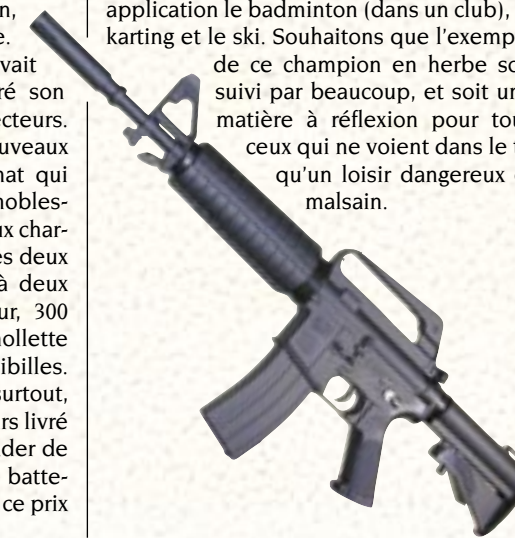 n,
e.
vait
ré son
cteurs.
uveaux
nat qui
nobles-
ux char-
es deux
à deux
ur, 300
nollette
ibilles.
surtout,
rs livré
der de
batte-
ce prix
application le badminton (dans un club),
karting et le ski. Souhaitons que l'exemp
de ce champion en herbe so
suivi par beaucoup, et soit un
matière à réflexion pour tou
ceux qui ne voient dans le t
qu'un loisir dangereux e
malsain.